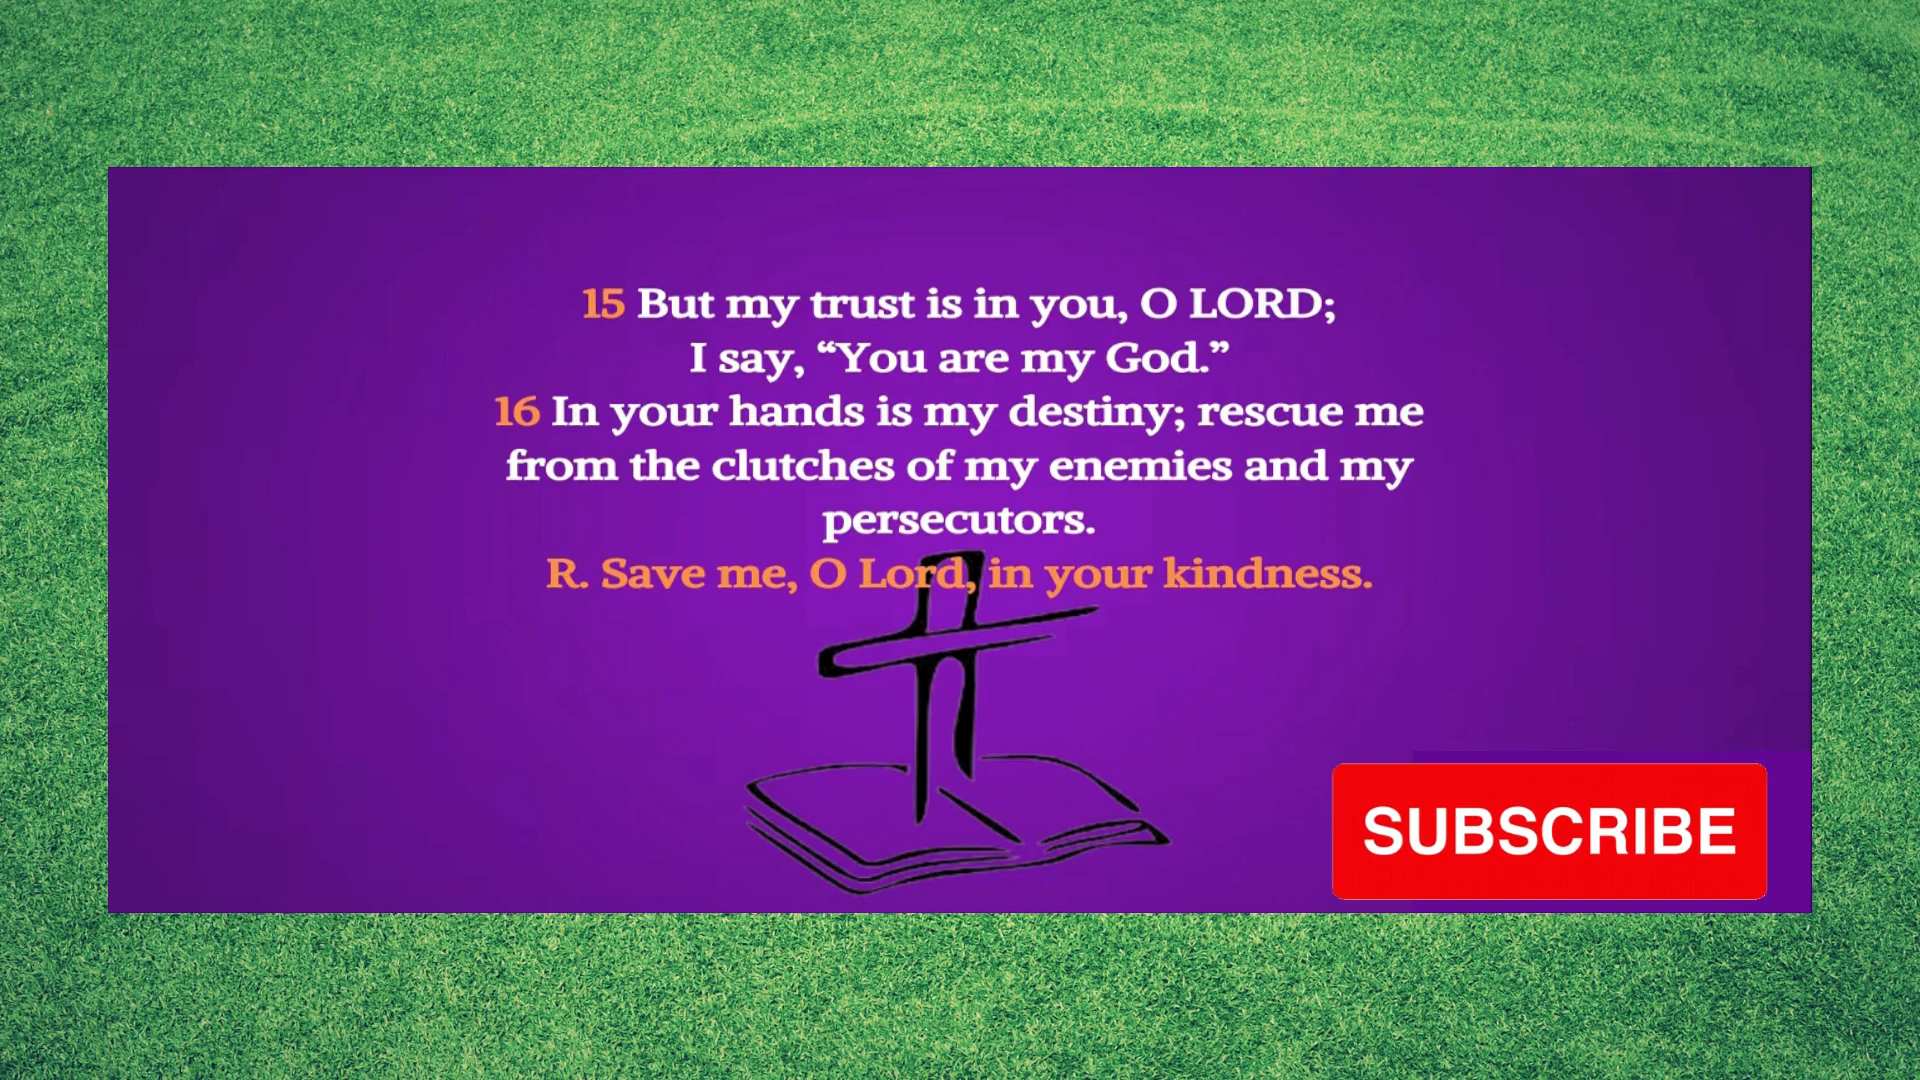 15 But my trust is in you, O LORD;
I say, “You are my God.”
16 In your hands is my destiny; rescue me
from the clutches of my enemies and my
persecutors.
R. Save me, O Lord, in your kindness.
SUBSCRIBE